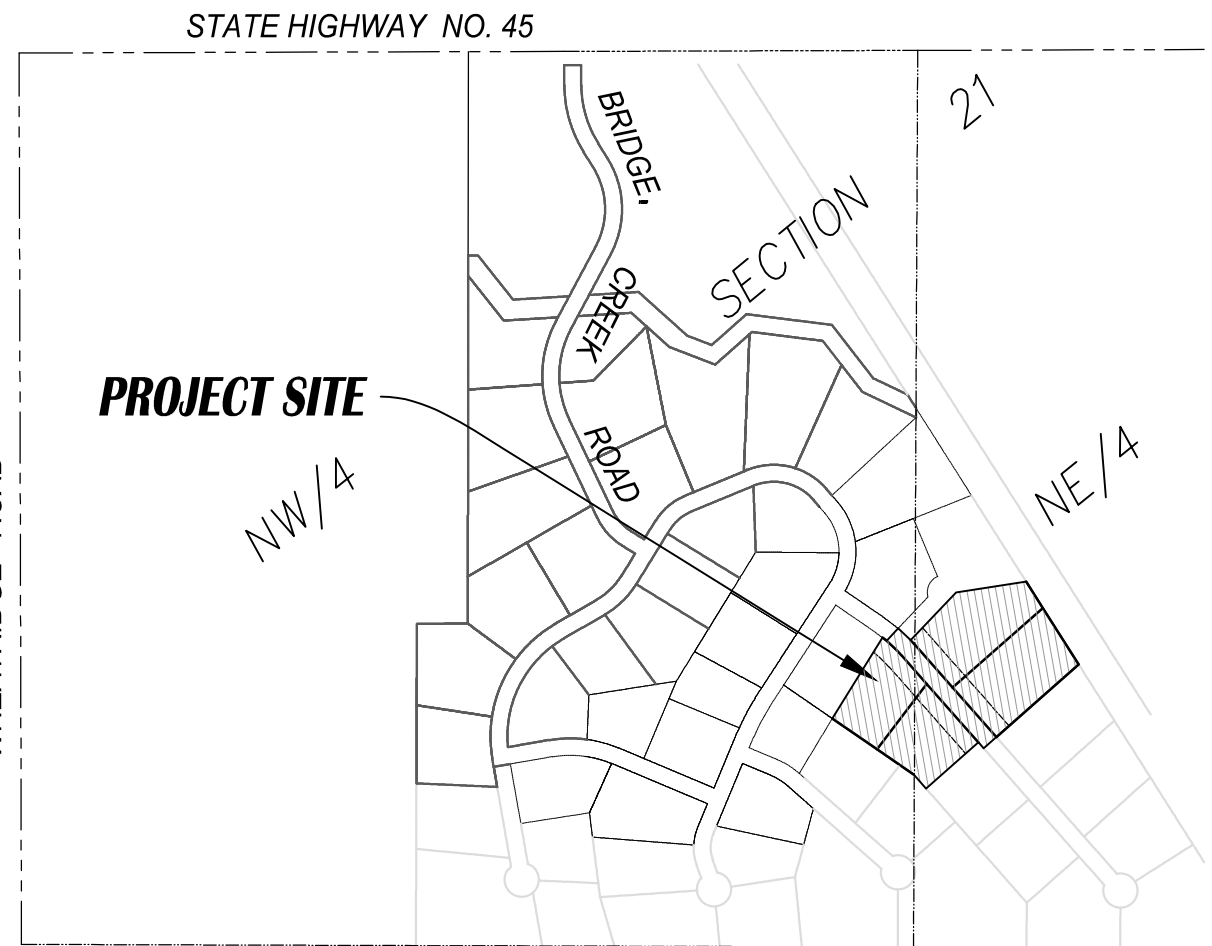 STATE HIGHWAY NO. 45
21
BRIDGE,
SECTION
CREEK
PROJECT SITE
ROAD
NW/4
NE/4